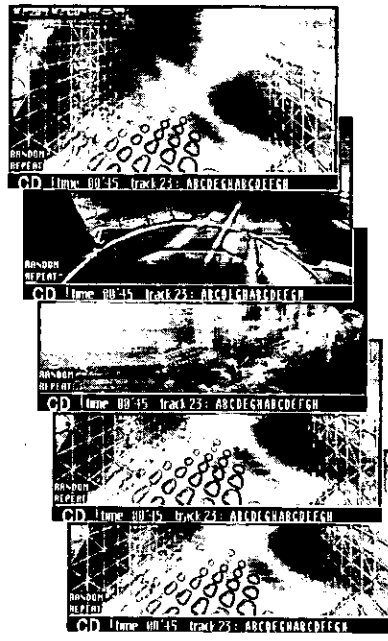 RANDOM
REPEAT
CD time 00'45 track 23: ABCDEGHABCDEEFGH
RANDOM
REPEAT
CD time 00'45 track 23: ABCDEGHABCDEEFGH
RANDOM
REPEAT
CD time 00'45 track 23: ABCDEGHABCDEFGH
RANDOM
REPEAT
CD time 00'45 track 23: ABCDEGHABCDEFGH
RANDOM
REPEAT
CD time 00'45 track 23: ABCDEGHABCDEFGH